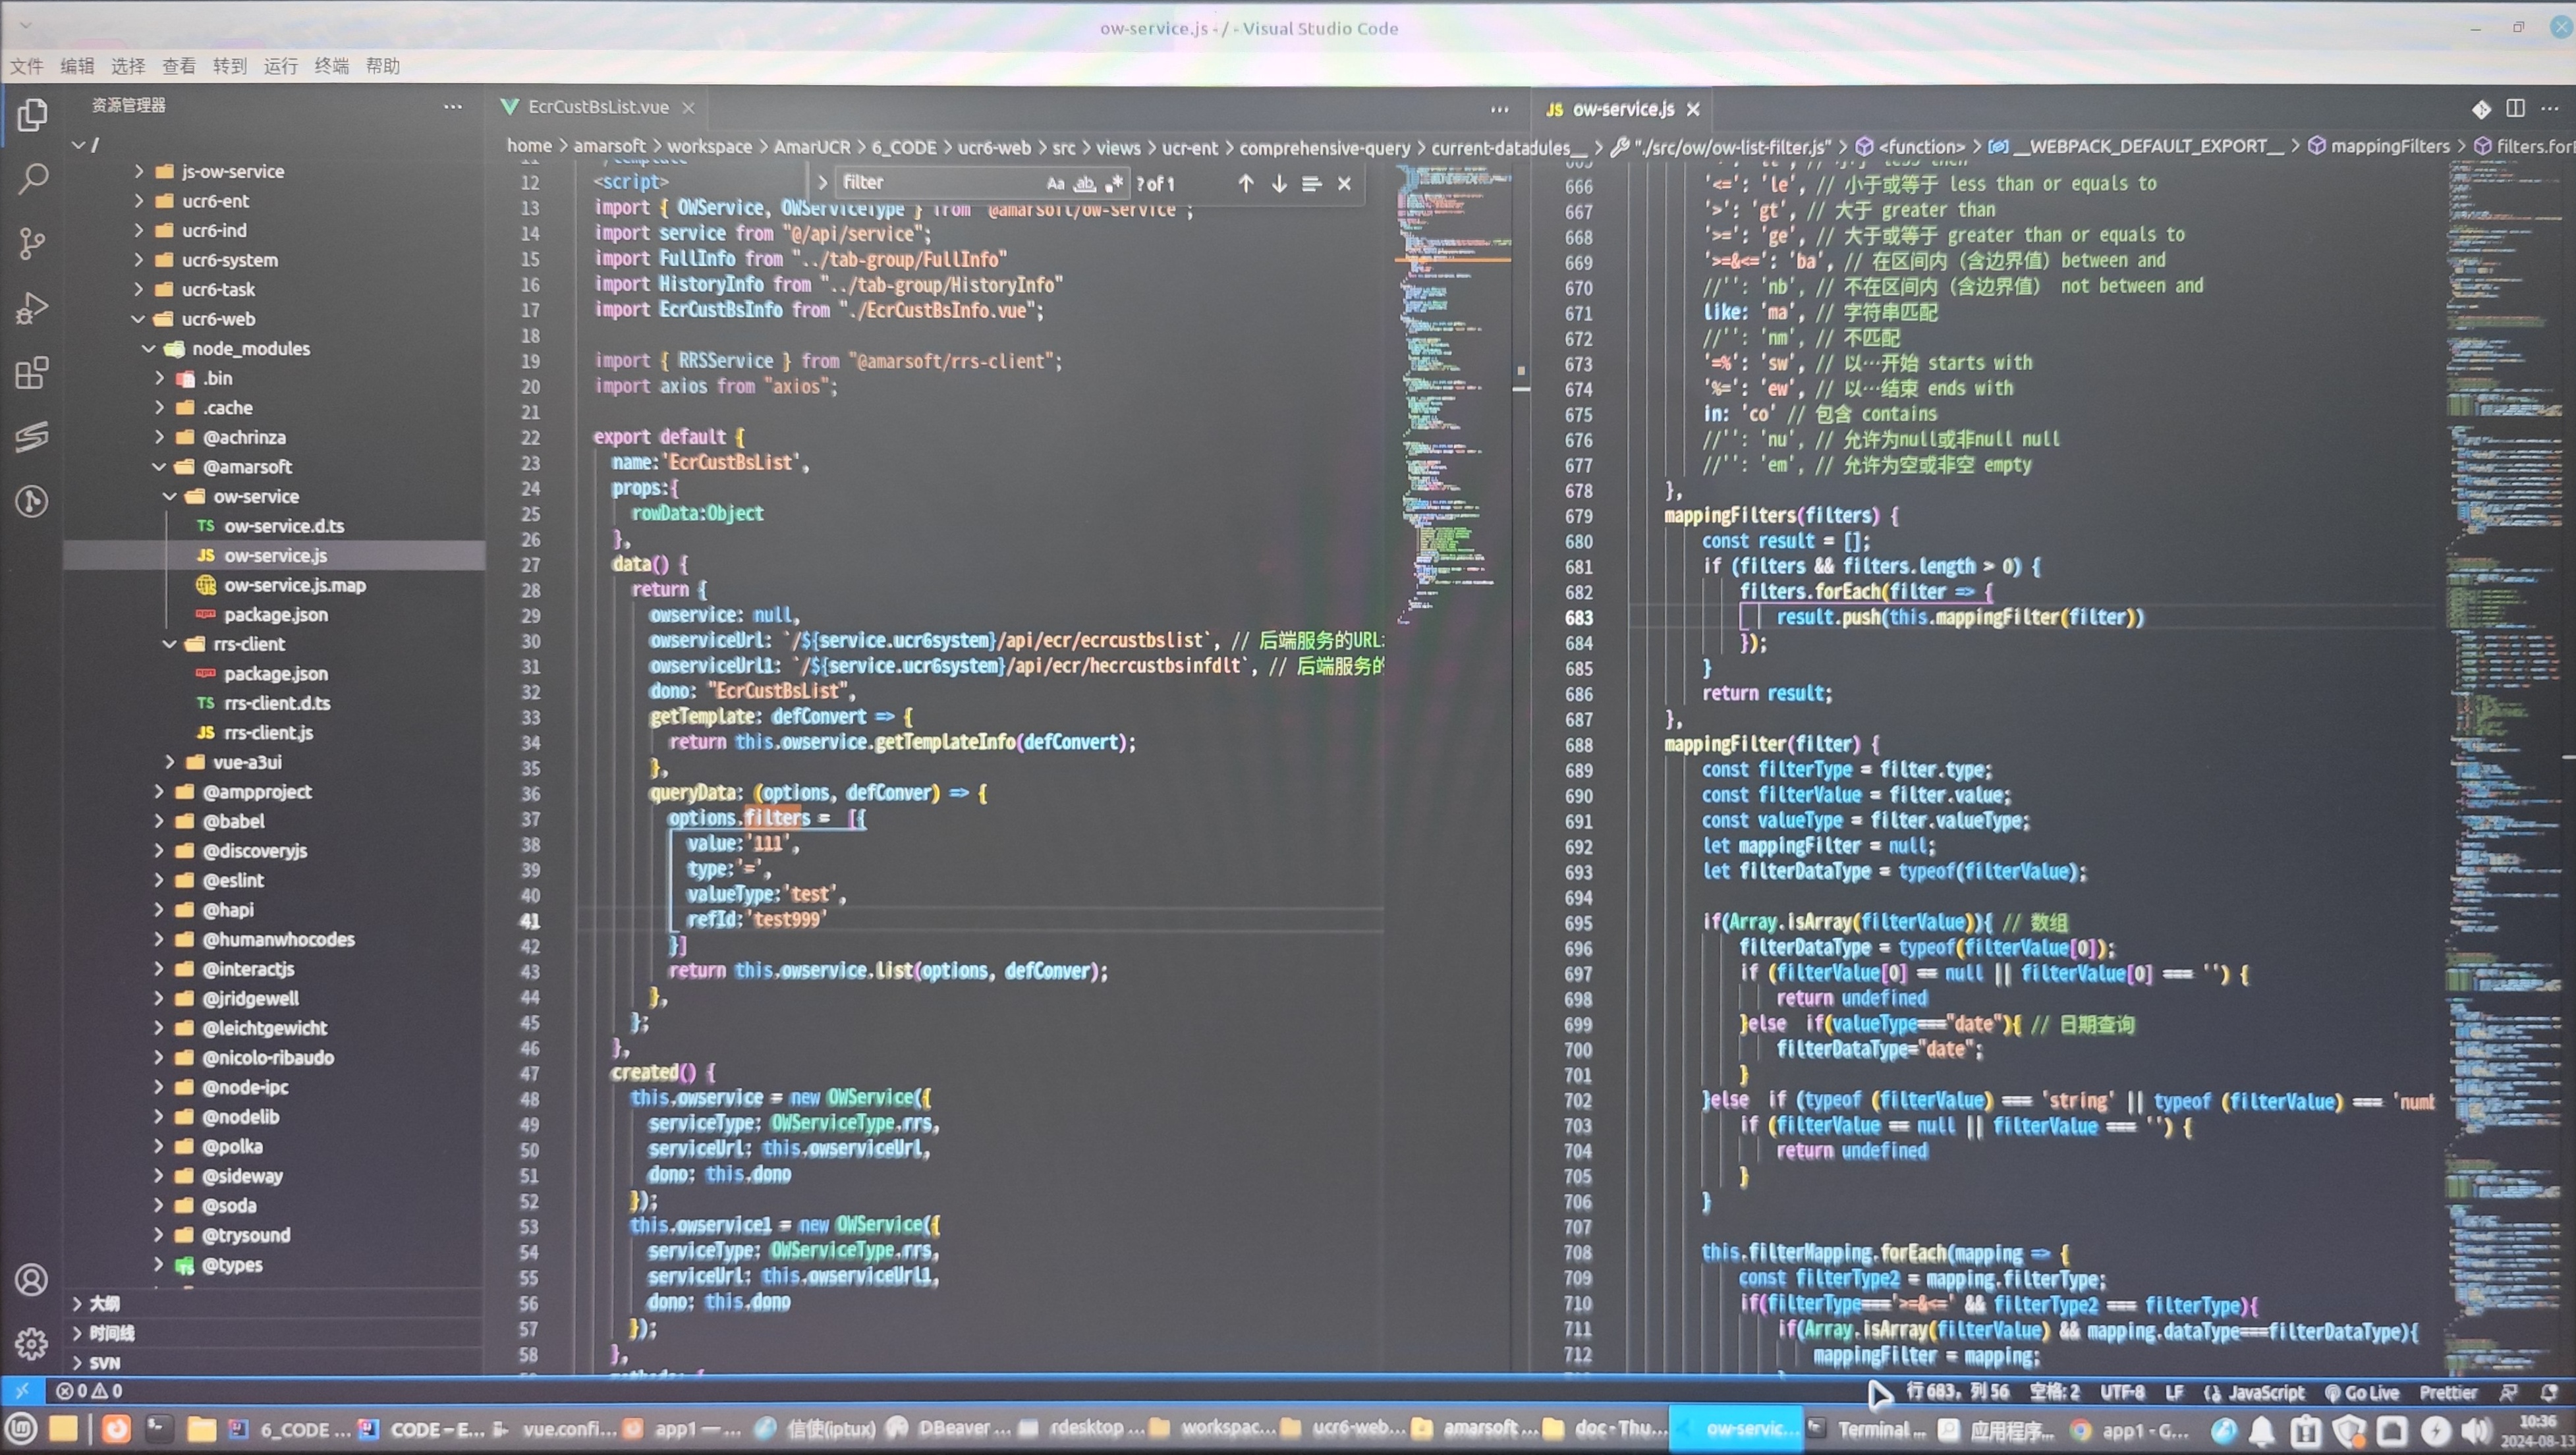 ow-service.js - / - Visual Studio Code
文件 编辑 选择 查看 转到 运行 终端 帮助
资源管理器
/
js-ow-service
ucr6-ent
ucr6-ind
ucr6-system
ucr6-task
ucr6-web
node_modules
.bin
.cache
@achrinza
@amarsoft
ow-service
TS ow-service.d.ts
JS ow-service.js
ow-service.js.map
package.json
rrs-client
package.json
TS rrs-client.d.ts
JS rrs-client.js
vue-a3ui
@ampproject
@babel
@discoveryjs
@eslint
@hapi
@humanwhocodes
@interactjs
@jridgewell
@leichtgewicht
@nicolo-ribaudo
@node-ipc
@nodelib
@polka
@sideway
@soda
@trysound
@types
大纲
时间线
SVN
EcrCustBsList.vue
home > amarsoft > workspace > AmarUCR > 6_CODE > ucr6-web > src > views > ucr-ent > comprehensive-query > current-data
filter Aa ab .* ? of 1
12 <script>
13 import { OWService, OWServiceType } from "@amarsoft/ow-service";
14 import service from "@/api/service";
15 import FullInfo from "../tab-group/FullInfo"
16 import HistoryInfo from "../tab-group/HistoryInfo"
17 import EcrCustBsInfo from "./EcrCustBsInfo.vue";
18
19 import { RRSService } from "@amarsoft/rrs-client";
20 import axios from "axios";
21
22 export default {
23 name:'EcrCustBsList',
24 props:{
25 rowData:Object
26 },
27 data() {
28 return {
29 owservice: null,
30 owserviceUrl: `/${service.ucr6system}/api/ecr/ecrcustbslist`, // 后端服务的URL
31 owserviceUrl1: `/${service.ucr6system}/api/ecr/hecrcustbsinfdlt`, // 后端服务的
32 dono: "EcrCustBsList",
33 getTemplate: defConvert => {
34 return this.owservice.getTemplateInfo(defConvert);
35 },
36 queryData: (options, defConver) => {
37 options.filters = [{
38 value:'111',
39 type:'=',
40 valueType:'test',
41 refId:'test999'
42 }]
43 return this.owservice.list(options, defConver);
44 },
45 };
46 },
47 created() {
48 this.owservice = new OWService({
49 serviceType: OWServiceType.rrs,
50 serviceUrl: this.owserviceUrl,
51 dono: this.dono
52 });
53 this.owservice1 = new OWService({
54 serviceType: OWServiceType.rrs,
55 serviceUrl: this.owserviceUrl1,
56 dono: this.dono
57 });
58 },
JS ow-service.js
dules__ > "./src/ow/ow-list-filter.js" > <function> > __WEBPACK_DEFAULT_EXPORT__ > mappingFilters > filters.for
666 '<=': 'le', // 小于或等于 less than or equals to
667 '>': 'gt', // 大于 greater than
668 '>=': 'ge', // 大于或等于 greater than or equals to
669 '>=&<=': 'ba', // 在区间内（含边界值）between and
670 //'': 'nb', // 不在区间内（含边界值） not between and
671 like: 'ma', // 字符串匹配
672 //'': 'nm', // 不匹配
673 '=%': 'sw', // 以…开始 starts with
674 '%=': 'ew', // 以…结束 ends with
675 in: 'co' // 包含 contains
676 //'': 'nu', // 允许为null或非null null
677 //'': 'em', // 允许为空或非空 empty
678 },
679 mappingFilters(filters) {
680 const result = [];
681 if (filters && filters.length > 0) {
682 filters.forEach(filter => {
683 result.push(this.mappingFilter(filter))
684 });
685 }
686 return result;
687 },
688 mappingFilter(filter) {
689 const filterType = filter.type;
690 const filterValue = filter.value;
691 const valueType = filter.valueType;
692 let mappingFilter = null;
693 let filterDataType = typeof(filterValue);
694
695 if(Array.isArray(filterValue)){ // 数组
696 filterDataType = typeof(filterValue[0]);
697 if (filterValue[0] == null || filterValue[0] === '') {
698 return undefined
699 }else if(valueType==="date"){ // 日期查询
700 filterDataType="date";
701 }
702 }else if (typeof (filterValue) === 'string' || typeof (filterValue) === 'numb
703 if (filterValue == null || filterValue === '') {
704 return undefined
705 }
706 }
707
708 this.filterMapping.forEach(mapping => {
709 const filterType2 = mapping.filterType;
710 if(filterType==='>=&<=' && filterType2 === filterType){
711 if(Array.isArray(filterValue) && mapping.dataType===filterDataType){
712 mappingFilter = mapping;
0 0 行 683，列 56 空格: 2 UTF-8 LF JavaScript Go Live Prettier
6_CODE ... CODE – E... vue.confi... app1 — ... 信使(iptux) DBeaver ... rdesktop ... workspac... ucr6-web... amarsoft ... doc - Thu... ow-servic... Terminal ... 应用程序... app1 - G... 10:36
2024-08-13